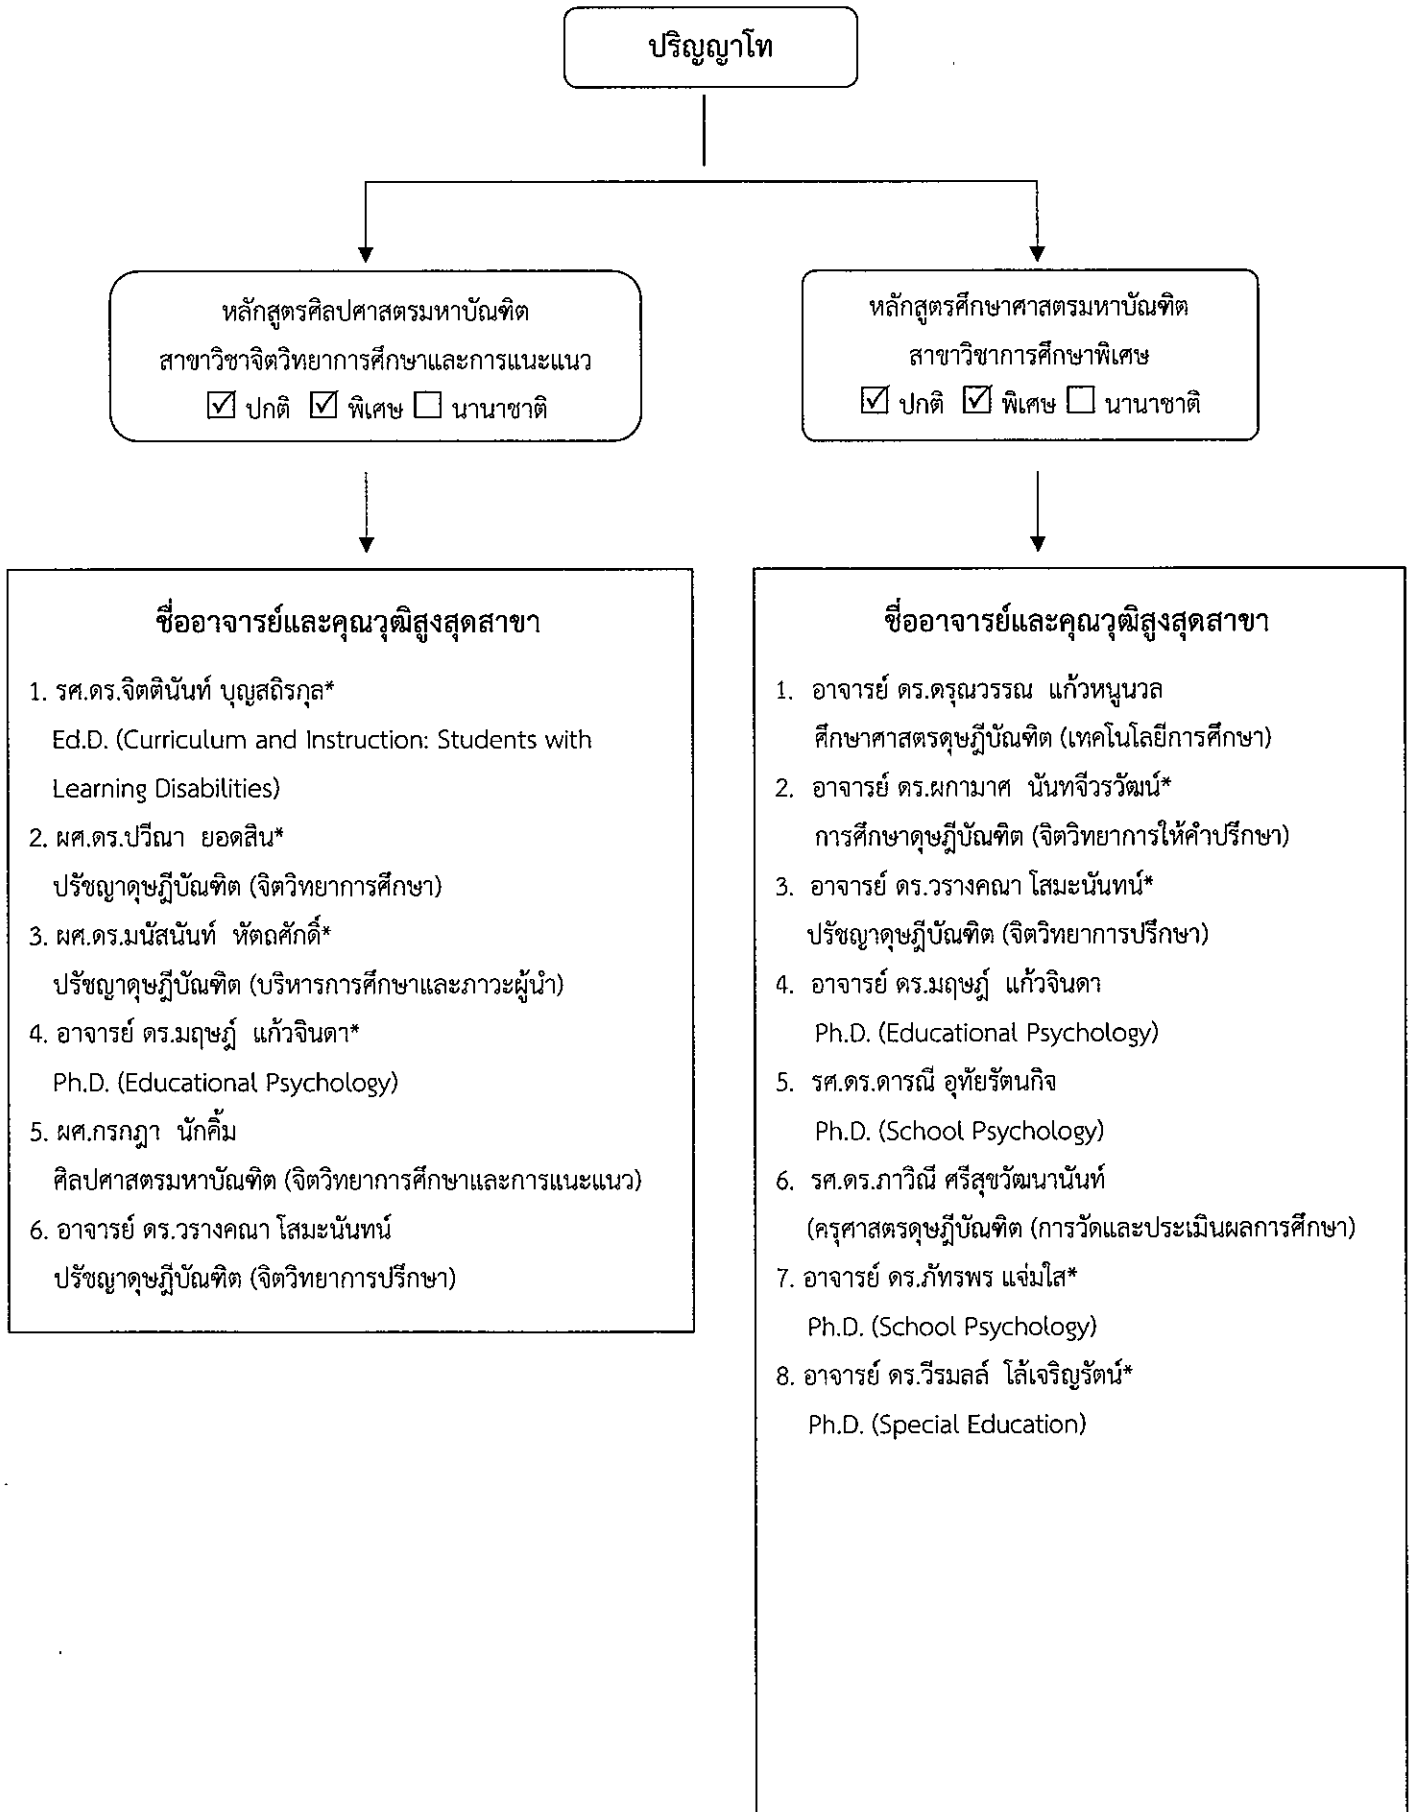 ปริญญาโท
หลักสูตรศิลปศาสตรมหาบัณฑิต
สาขาวิชาจิตวิทยาการศึกษาและการแนะแนว
☑ ปกติ ☑ พิเศษ ☐ นานาชาติ
ชื่ออาจารย์และคุณวุฒิสูงสุดสาขา
1. รศ.ดร.จิตตินันท์ บุญสถิรกุล*
Ed.D. (Curriculum and Instruction: Students with
Learning Disabilities)
2. ผศ.ดร.ปวีณา ยอดสิน*
ปรัชญาดุษฎีบัณฑิต (จิตวิทยาการศึกษา)
3. ผศ.ดร.มนัสนันท์ หัตถศักดิ์*
ปรัชญาดุษฎีบัณฑิต (บริหารการศึกษาและภาวะผู้นำ)
4. อาจารย์ ดร.มฤษฎ์ แก้วจินดา*
Ph.D. (Educational Psychology)
5. ผศ.กรกฎา นักคิ้ม
ศิลปศาสตรมหาบัณฑิต (จิตวิทยาการศึกษาและการแนะแนว)
6. อาจารย์ ดร.วรางคณา โสมะนันทน์
ปรัชญาดุษฎีบัณฑิต (จิตวิทยาการปรึกษา)
หลักสูตรศึกษาศาสตรมหาบัณฑิต
สาขาวิชาการศึกษาพิเศษ
☑ ปกติ ☑ พิเศษ ☐ นานาชาติ
ชื่ออาจารย์และคุณวุฒิสูงสุดสาขา
1. อาจารย์ ดร.ดรุณวรรณ แก้วหนูนวล
ศึกษาศาสตรดุษฎีบัณฑิต (เทคโนโลยีการศึกษา)
2. อาจารย์ ดร.ผกามาศ นันทจีวรวัฒน์*
การศึกษาดุษฎีบัณฑิต (จิตวิทยาการให้คำปรึกษา)
3. อาจารย์ ดร.วรางคณา โสมะนันทน์*
ปรัชญาดุษฎีบัณฑิต (จิตวิทยาการปรึกษา)
4. อาจารย์ ดร.มฤษฎ์ แก้วจินดา
Ph.D. (Educational Psychology)
5. รศ.ดร.ดารณี อุทัยรัตนกิจ
Ph.D. (School Psychology)
6. รศ.ดร.ภาวิณี ศรีสุขวัฒนานันท์
(ครุศาสตรดุษฎีบัณฑิต (การวัดและประเมินผลการศึกษา)
7. อาจารย์ ดร.ภัทรพร แจ่มใส*
Ph.D. (School Psychology)
8. อาจารย์ ดร.วีรมลล์ โล้เจริญรัตน์*
Ph.D. (Special Education)